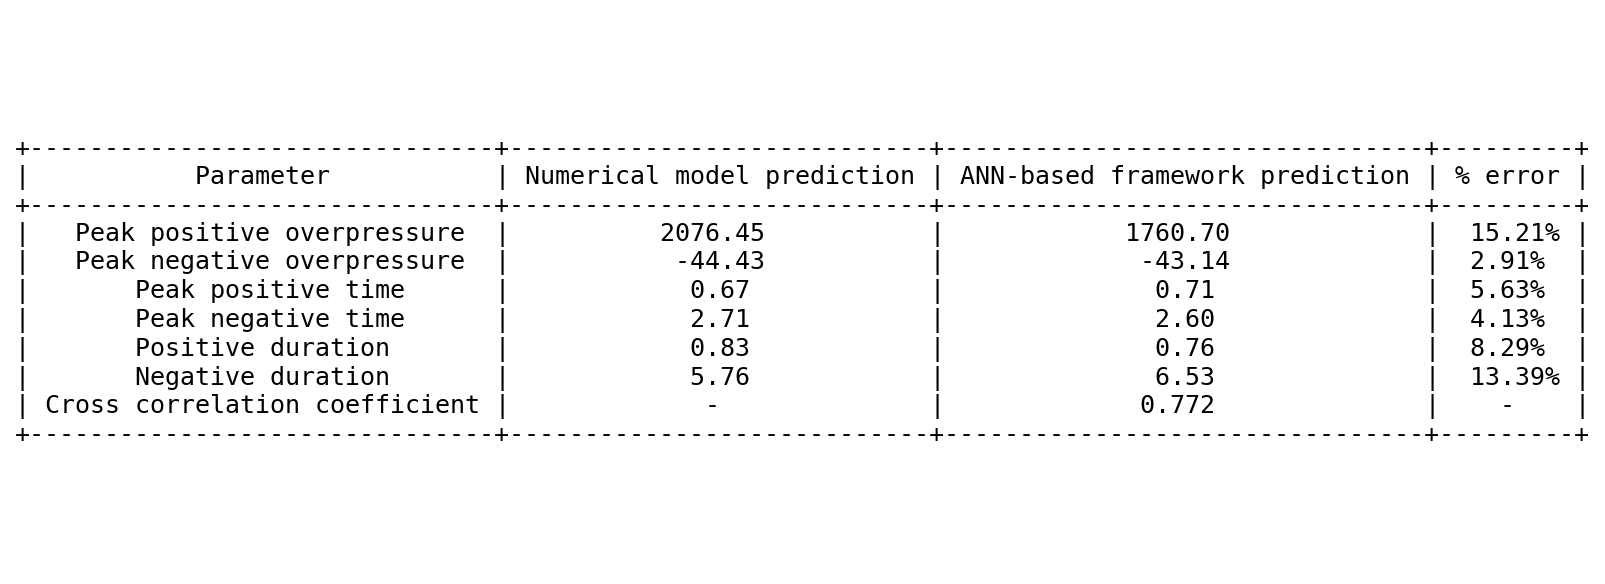 +-------------------------------+----------------------------+--------------------------------+---------+
|           Parameter           | Numerical model prediction | ANN-based framework prediction | % error |
+-------------------------------+----------------------------+--------------------------------+---------+
|   Peak positive overpressure  |          2076.45           |            1760.70             |  15.21% |
|   Peak negative overpressure  |           -44.43           |             -43.14             |  2.91%  |
|       Peak positive time      |            0.67            |              0.71              |  5.63%  |
|       Peak negative time      |            2.71            |              2.60              |  4.13%  |
|       Positive duration       |            0.83            |              0.76              |  8.29%  |
|       Negative duration       |            5.76            |              6.53              |  13.39% |
| Cross correlation coefficient |             -              |             0.772              |    -    |
+-------------------------------+----------------------------+--------------------------------+---------+